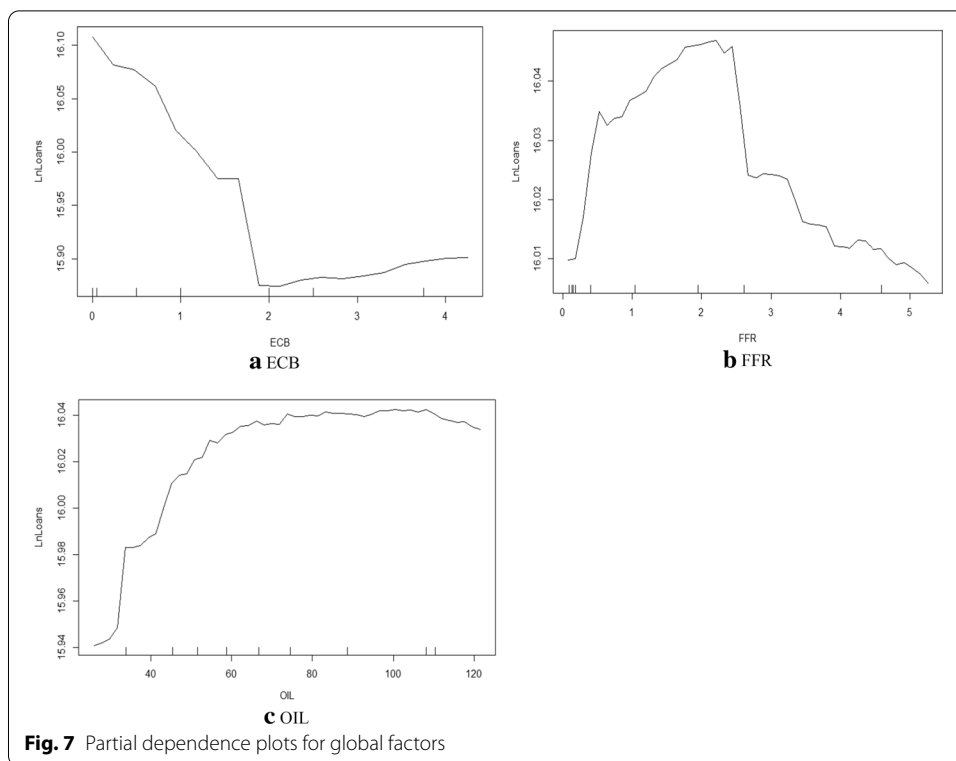 16.10
16.05
16.00
15.95
15.90
LnLoans
0 1 2 3 4
ECB
a ECB
16.04
16.03
16.02
16.01
LnLoans
0 1 2 3 4 5
FFR
b FFR
16.04
16.02
16.00
15.98
15.96
15.94
LnLoans
40 60 80 100 120
OIL
c OIL
Fig. 7 Partial dependence plots for global factors